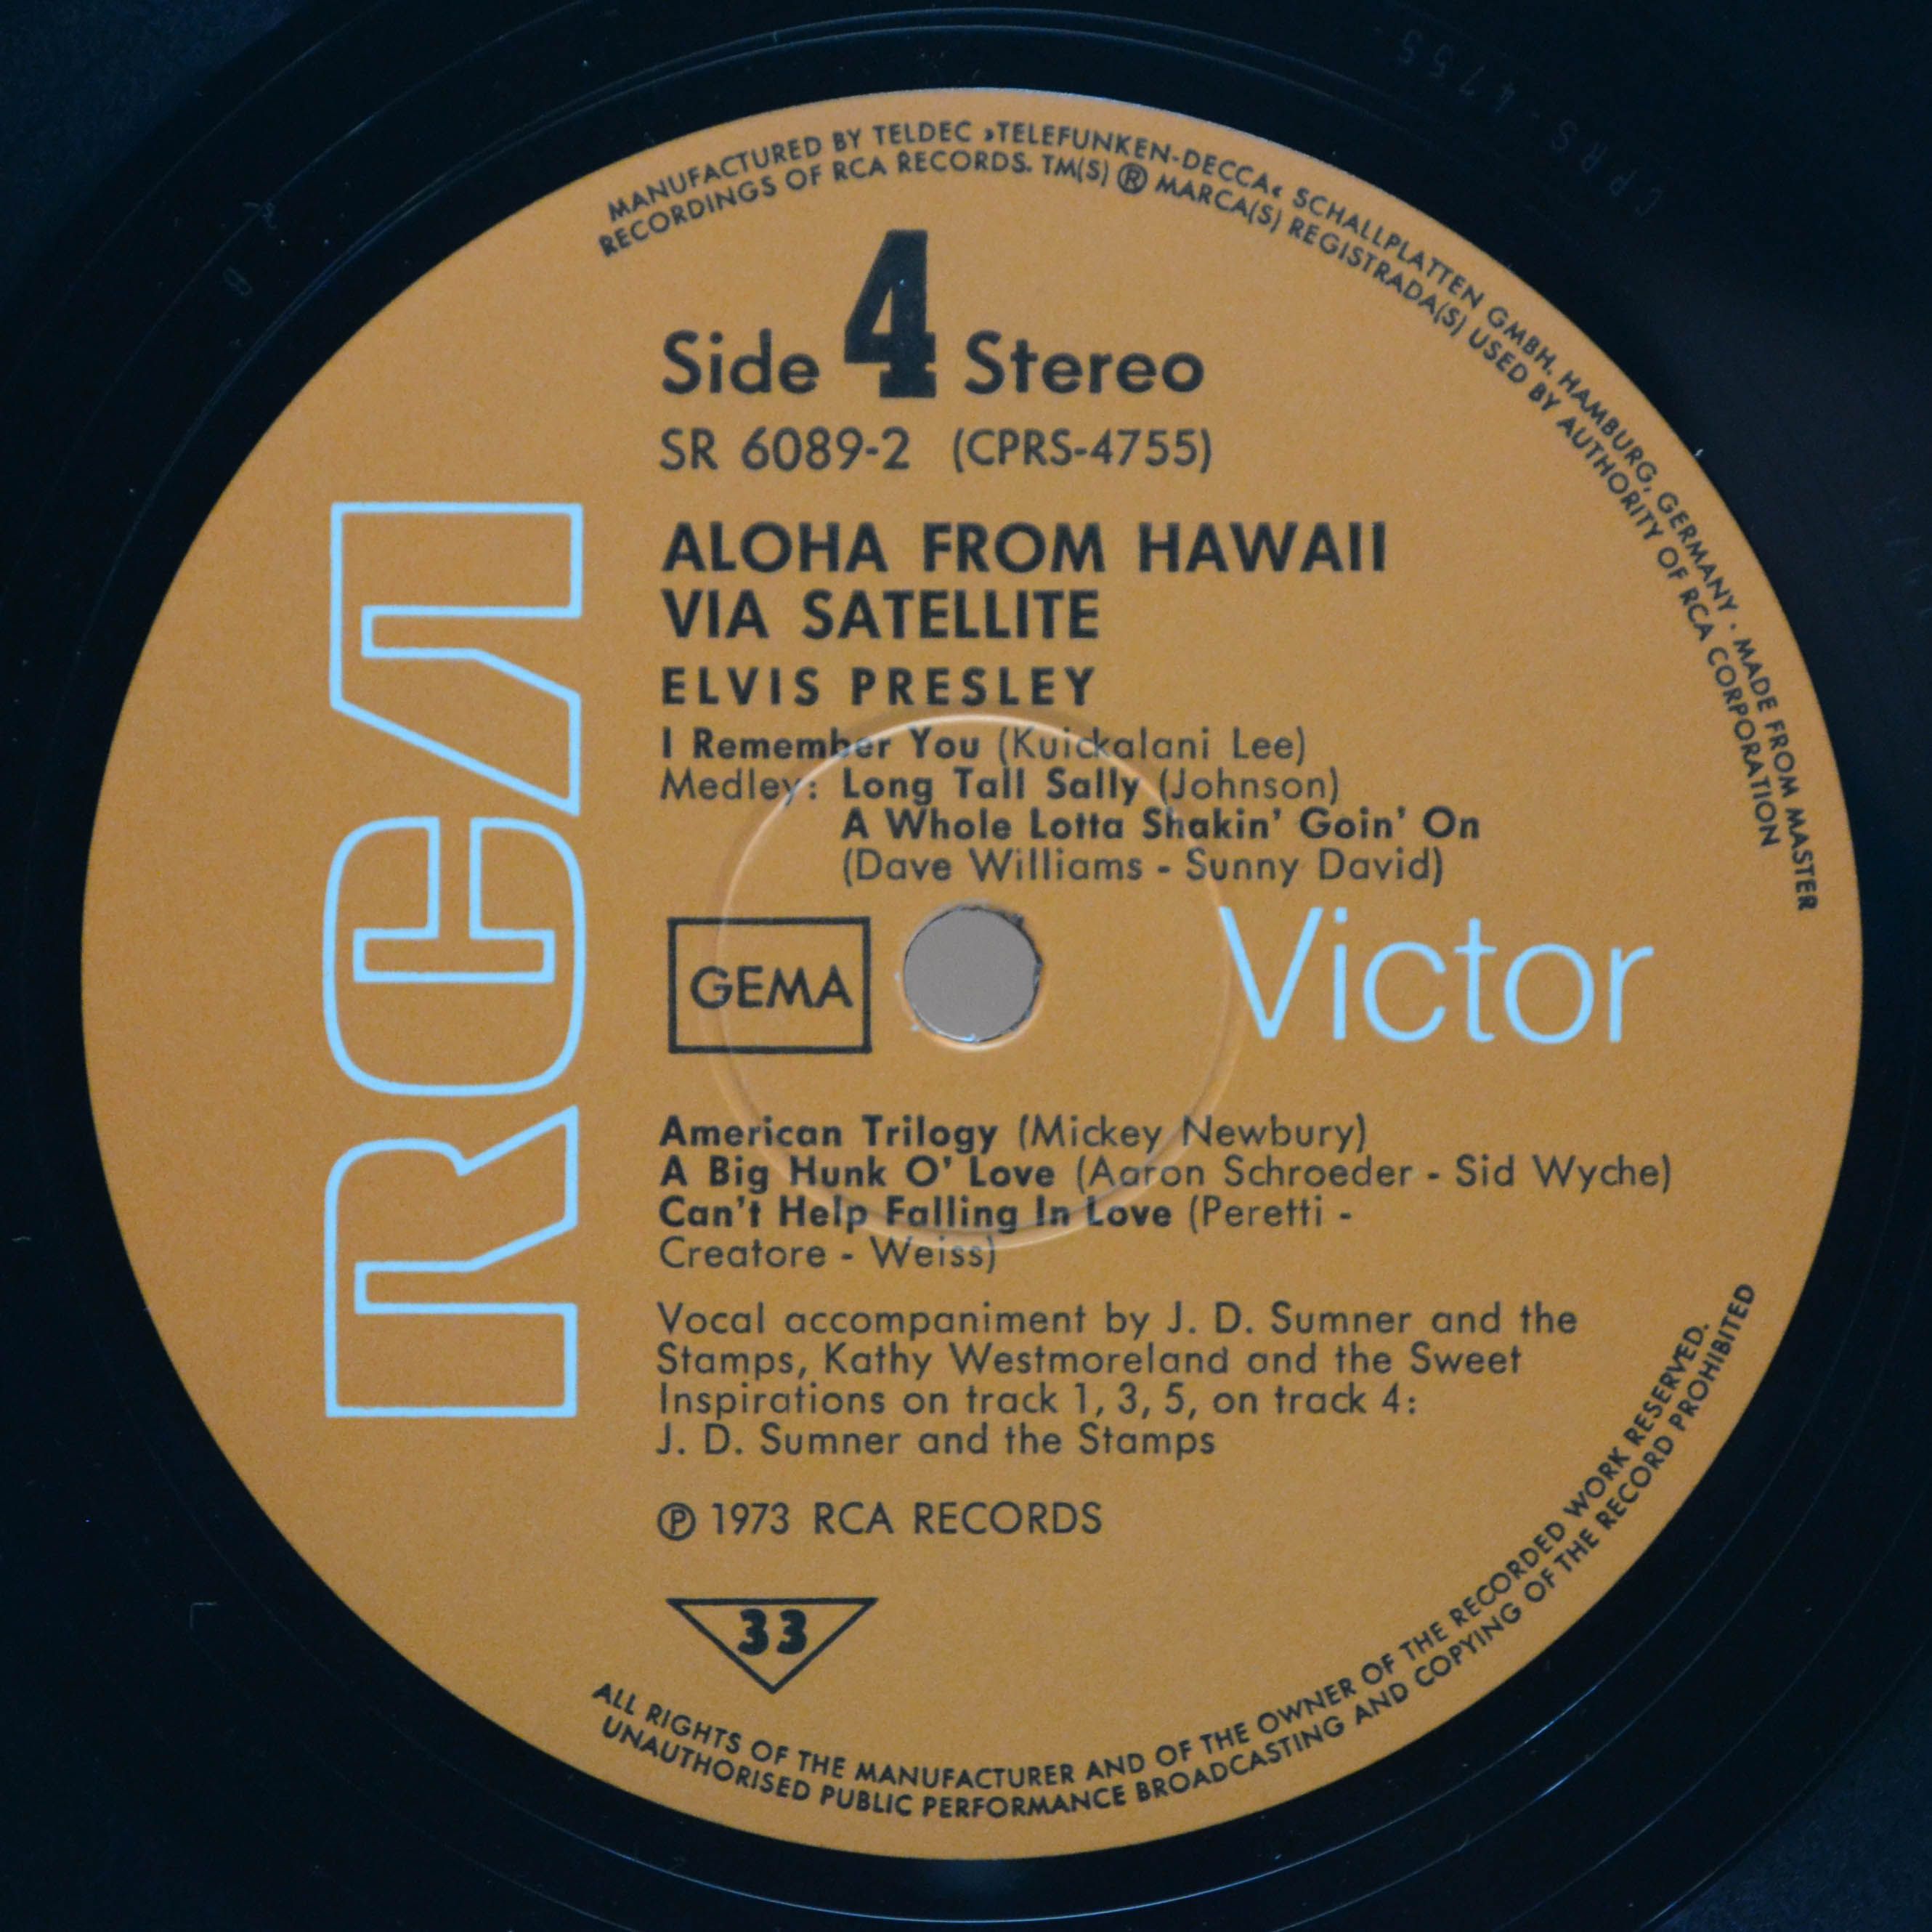 MANUFACTURED BY TELDEC »TELEFUNKEN-DECCA« SCHALLPLATTEN GMBH. HAMBURG, GERMANY · MADE FROM MASTER
RECORDINGS OF RCA RECORDS. TM(S) ® MARCA(S) REGISTRADA(S) USED BY AUTHORITY OF RCA CORPORATION
CPRS-4755
Side 4 Stereo
SR 6089-2 (CPRS-4755)
ALOHA FROM HAWAII
VIA SATELLITE
ELVIS PRESLEY
I Remember You (Kuickalani Lee)
Medley: Long Tall Sally (Johnson)
A Whole Lotta Shakin' Goin' On
(Dave Williams - Sunny David)
RCA
GEMA
Victor
American Trilogy (Mickey Newbury)
A Big Hunk O' Love (Aaron Schroeder - Sid Wyche)
Can't Help Falling In Love (Peretti -
Creatore - Weiss)
Vocal accompaniment by J. D. Sumner and the
Stamps, Kathy Westmoreland and the Sweet
Inspirations on track 1, 3, 5, on track 4:
J. D. Sumner and the Stamps
℗ 1973 RCA RECORDS
33
ALL RIGHTS OF THE MANUFACTURER AND OF THE OWNER OF THE RECORDED WORK RESERVED.
UNAUTHORISED PUBLIC PERFORMANCE BROADCASTING AND COPYING OF THE RECORD PROHIBITED